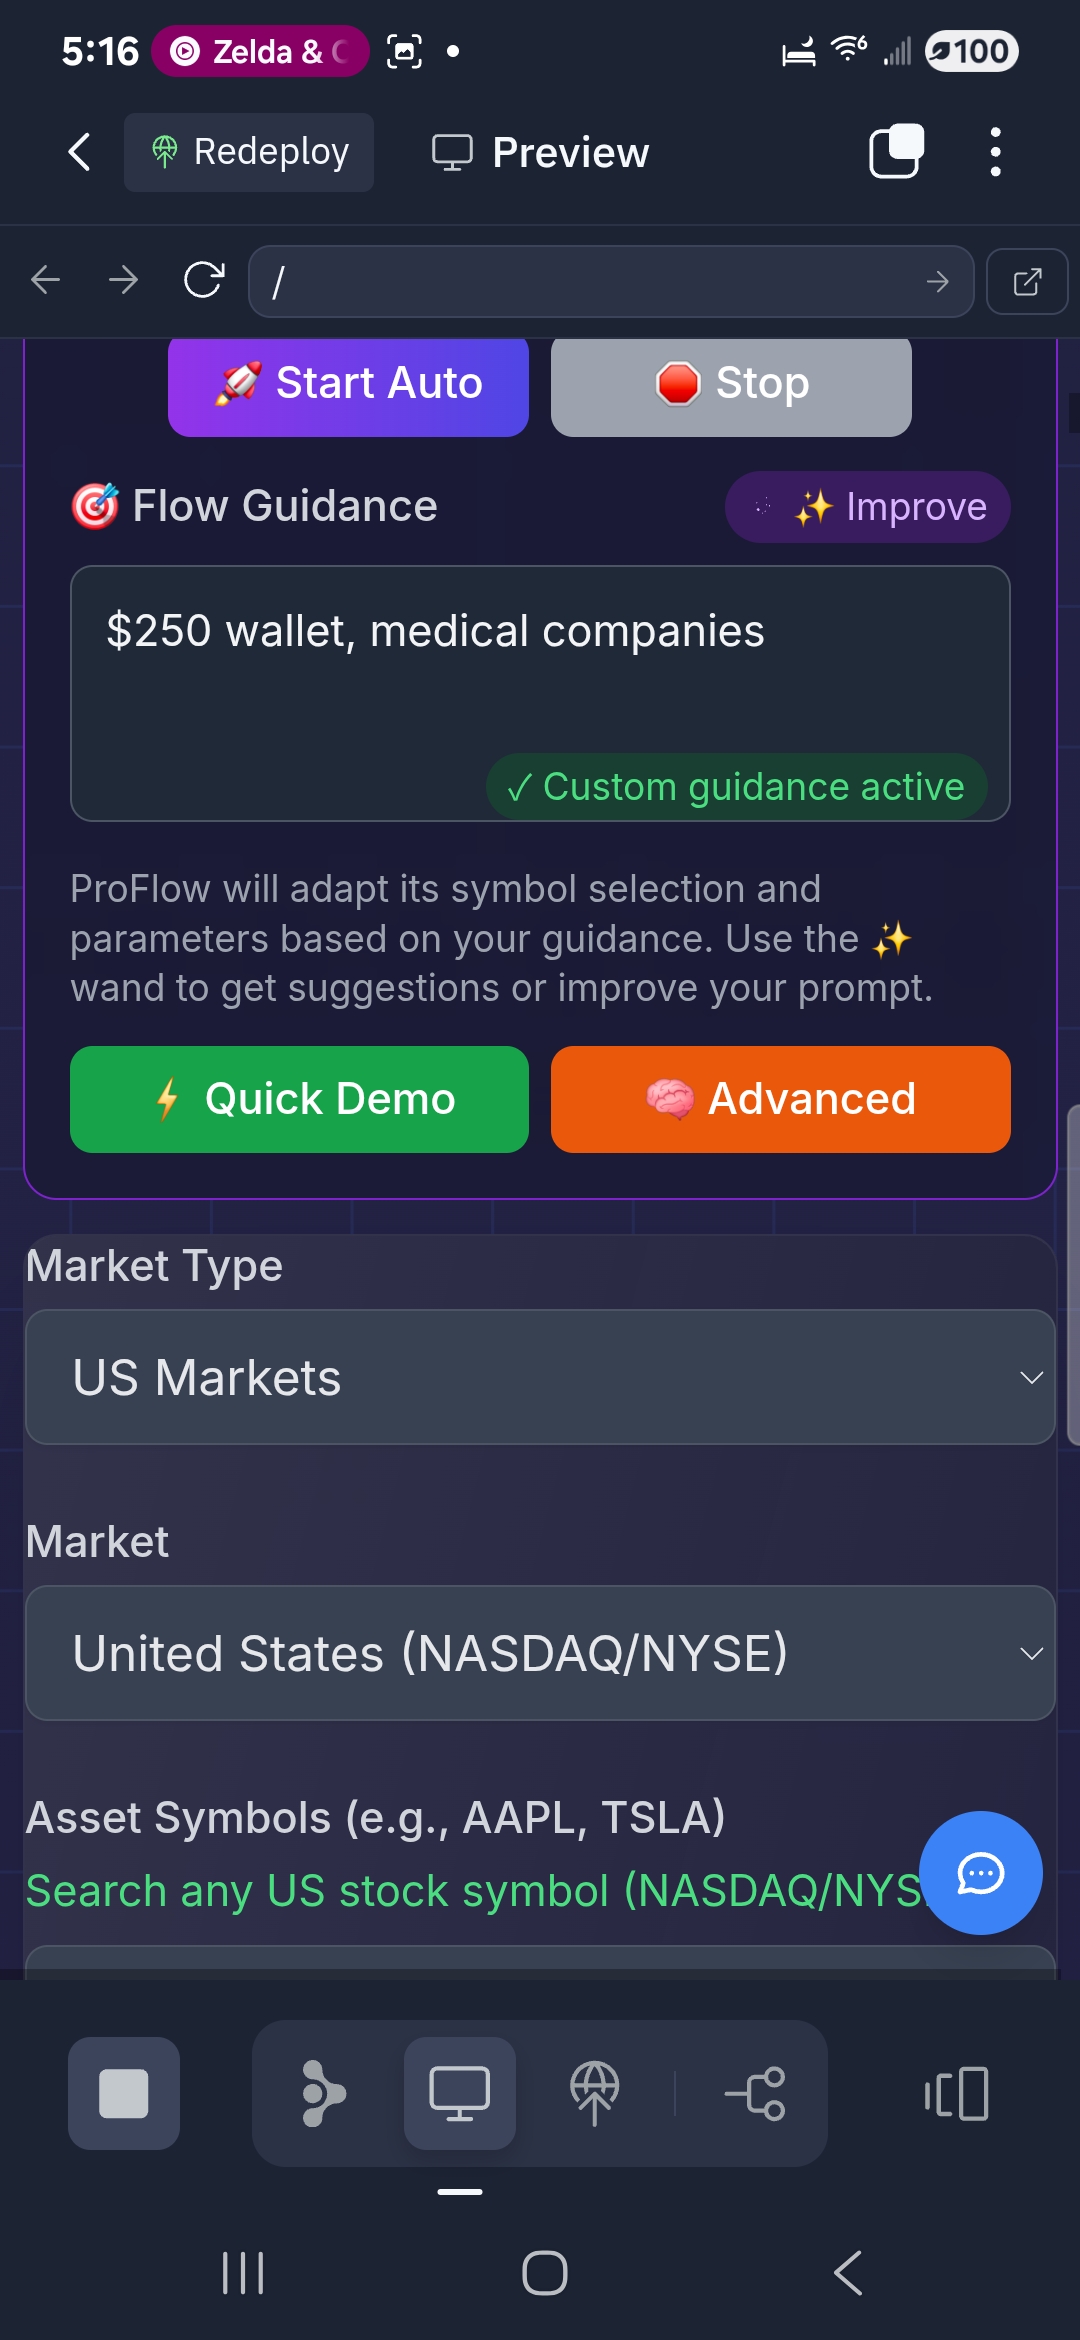 5:16 Zelda & 100
Redeploy Preview
/
🚀 Start Auto 🛑 Stop
🎯 Flow Guidance ✨ Improve
$250 wallet, medical companies
✓ Custom guidance active
ProFlow will adapt its symbol selection and
parameters based on your guidance. Use the ✨
wand to get suggestions or improve your prompt.
⚡ Quick Demo 🧠 Advanced
Market Type
US Markets
Market
United States (NASDAQ/NYSE)
Asset Symbols (e.g., AAPL, TSLA)
Search any US stock symbol (NASDAQ/NYS